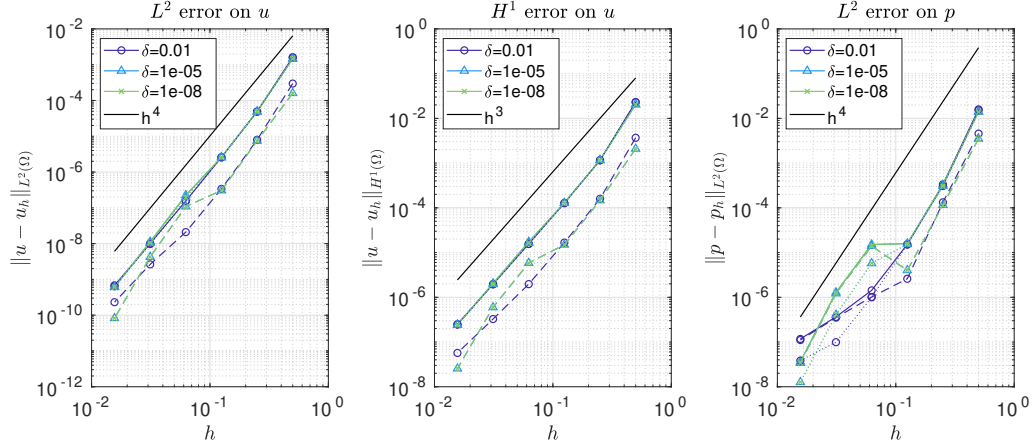 L² error on u
10⁻²
10⁻⁴
10⁻⁶
10⁻⁸
10⁻¹⁰
10⁻¹²
‖u − u_h‖_{L²(Ω)}
δ=0.01
δ=1e-05
δ=1e-08
h⁴
10⁻² 10⁻¹ 10⁰
h
H¹ error on u
10⁰
10⁻²
10⁻⁴
10⁻⁶
10⁻⁸
‖u − u_h‖_{H¹(Ω)}
δ=0.01
δ=1e-05
δ=1e-08
h³
10⁻² 10⁻¹ 10⁰
h
L² error on p
10⁰
10⁻²
10⁻⁴
10⁻⁶
10⁻⁸
‖p − p_h‖_{L²(Ω)}
δ=0.01
δ=1e-05
δ=1e-08
h⁴
10⁻² 10⁻¹ 10⁰
h